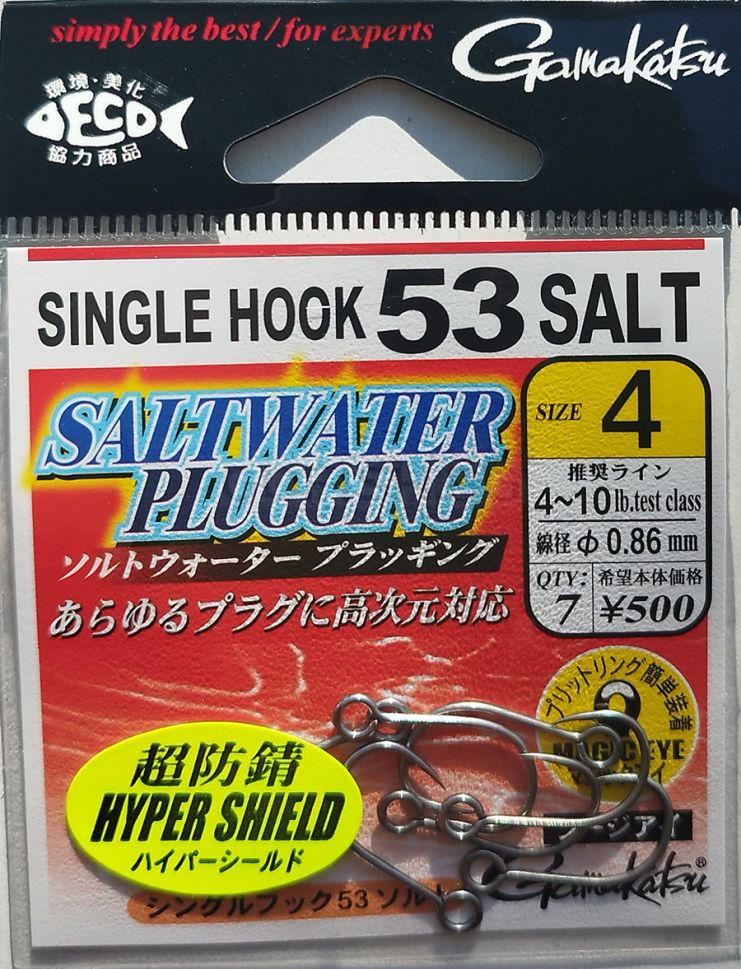 simply the best / for experts
Gamakatsu
環境・美化
ECO
協力商品
SINGLE HOOK 53 SALT
SALTWATER
PLUGGING
ソルトウォーター プラッギング
あらゆるプラグに高次元対応
SIZE 4
推奨ライン
4~10 lb.test class
線径 φ 0.86 mm
QTY: 7
希望本体価格
¥500
プリットリング簡単装着
MAGIC EYE
超防錆
HYPER SHIELD
ハイパーシールド
シングルフック53 ソルト
Gamakatsu®